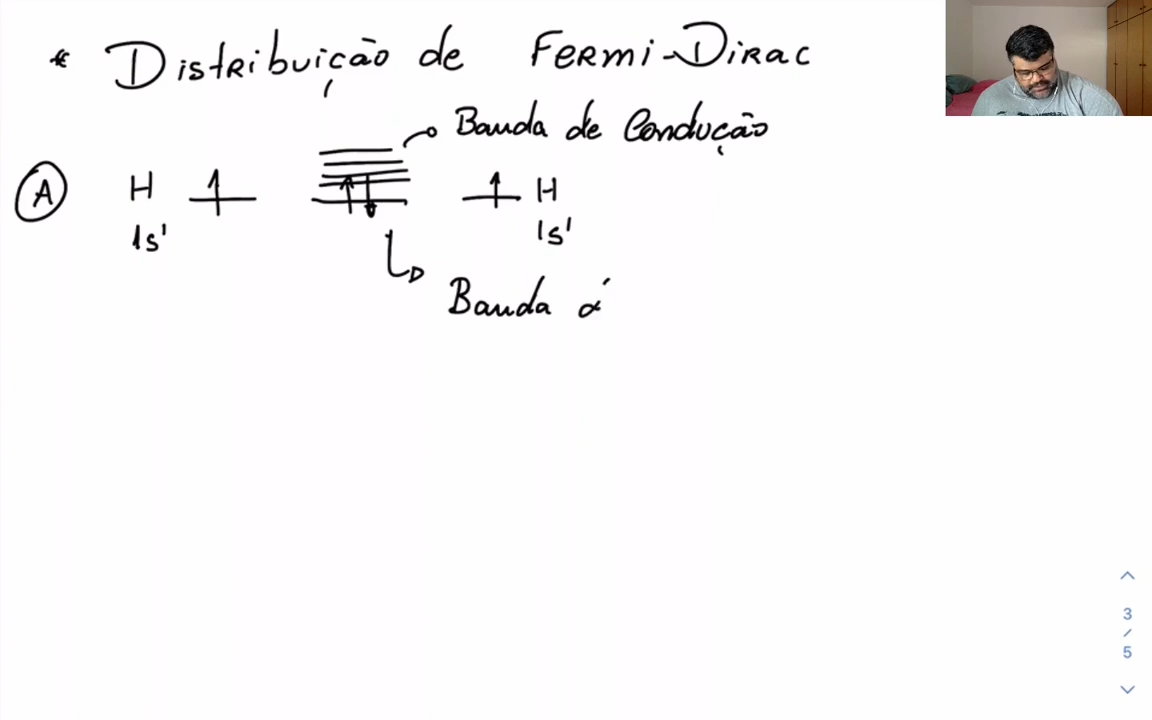 * Distribuição de Fermi-Dirac
Banda de Condução
A H H
1s¹ 1s¹
Banda d
3
/
5